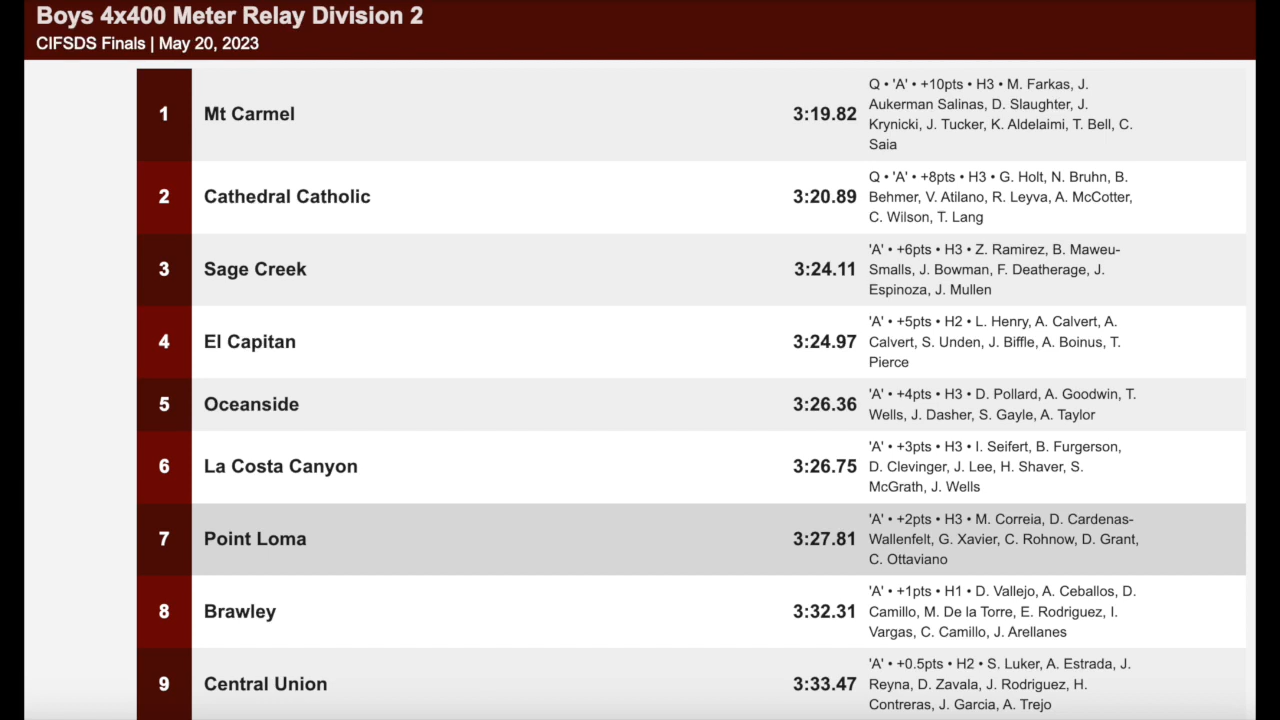 Boys 4x400 Meter Relay Division 2
CIFSDS Finals | May 20, 2023
1 Mt Carmel 3:19.82 Q • 'A' • +10pts • H3 • M. Farkas, J.
Aukerman Salinas, D. Slaughter, J.
Krynicki, J. Tucker, K. Aldelaimi, T. Bell, C.
Saia
2 Cathedral Catholic 3:20.89 Q • 'A' • +8pts • H3 • G. Holt, N. Bruhn, B.
Behmer, V. Atilano, R. Leyva, A. McCotter,
C. Wilson, T. Lang
3 Sage Creek 3:24.11 'A' • +6pts • H3 • Z. Ramirez, B. Maweu-
Smalls, J. Bowman, F. Deatherage, J.
Espinoza, J. Mullen
4 El Capitan 3:24.97 'A' • +5pts • H2 • L. Henry, A. Calvert, A.
Calvert, S. Unden, J. Biffle, A. Boinus, T.
Pierce
5 Oceanside 3:26.36 'A' • +4pts • H3 • D. Pollard, A. Goodwin, T.
Wells, J. Dasher, S. Gayle, A. Taylor
6 La Costa Canyon 3:26.75 'A' • +3pts • H3 • I. Seifert, B. Furgerson,
D. Clevinger, J. Lee, H. Shaver, S.
McGrath, J. Wells
7 Point Loma 3:27.81 'A' • +2pts • H3 • M. Correia, D. Cardenas-
Wallenfelt, G. Xavier, C. Rohnow, D. Grant,
C. Ottaviano
8 Brawley 3:32.31 'A' • +1pts • H1 • D. Vallejo, A. Ceballos, D.
Camillo, M. De la Torre, E. Rodriguez, I.
Vargas, C. Camillo, J. Arellanes
9 Central Union 3:33.47 'A' • +0.5pts • H2 • S. Luker, A. Estrada, J.
Reyna, D. Zavala, J. Rodriguez, H.
Contreras, J. Garcia, A. Trejo